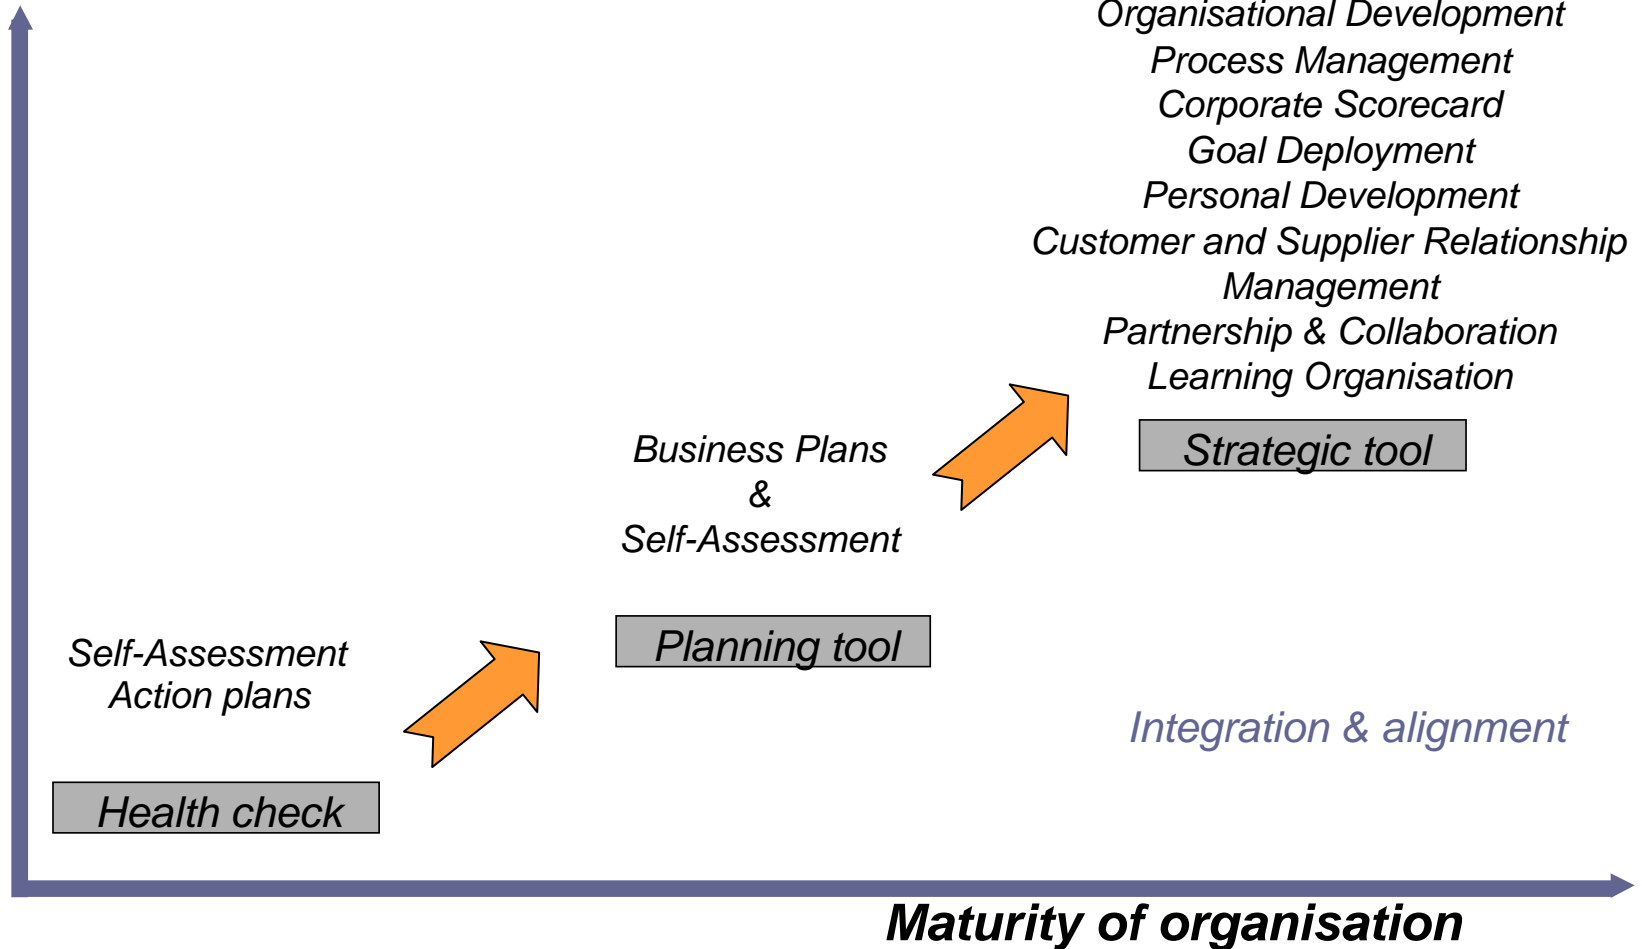 Organisational Development
Process Management
Corporate Scorecard
Goal Deployment
Personal Development
Customer and Supplier Relationship
Management
Partnership & Collaboration
Learning Organisation
Strategic tool
Business Plans
&
Self-Assessment
Planning tool
Self-Assessment
Action plans
Health check
Integration & alignment
Maturity of organisation